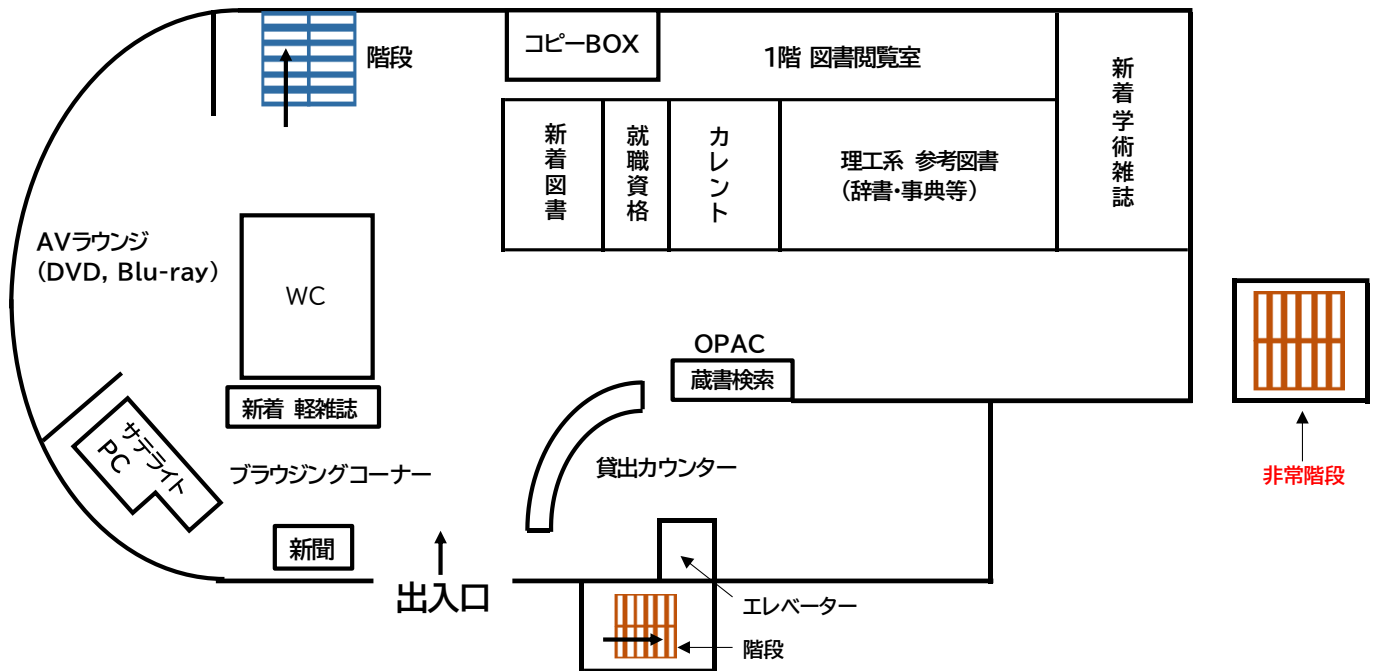 コピーBOX
階段
1階 図書閲覧室
新着学術雑誌
新着図書
就職資格
カレント
理工系 参考図書
(辞書・事典等)
AVラウンジ
(DVD, Blu-ray)
WC
OPAC
蔵書検索
新着 軽雑誌
サテライト
PC
ブラウジングコーナー
貸出カウンター
非常階段
新聞
出入口
エレベーター
階段